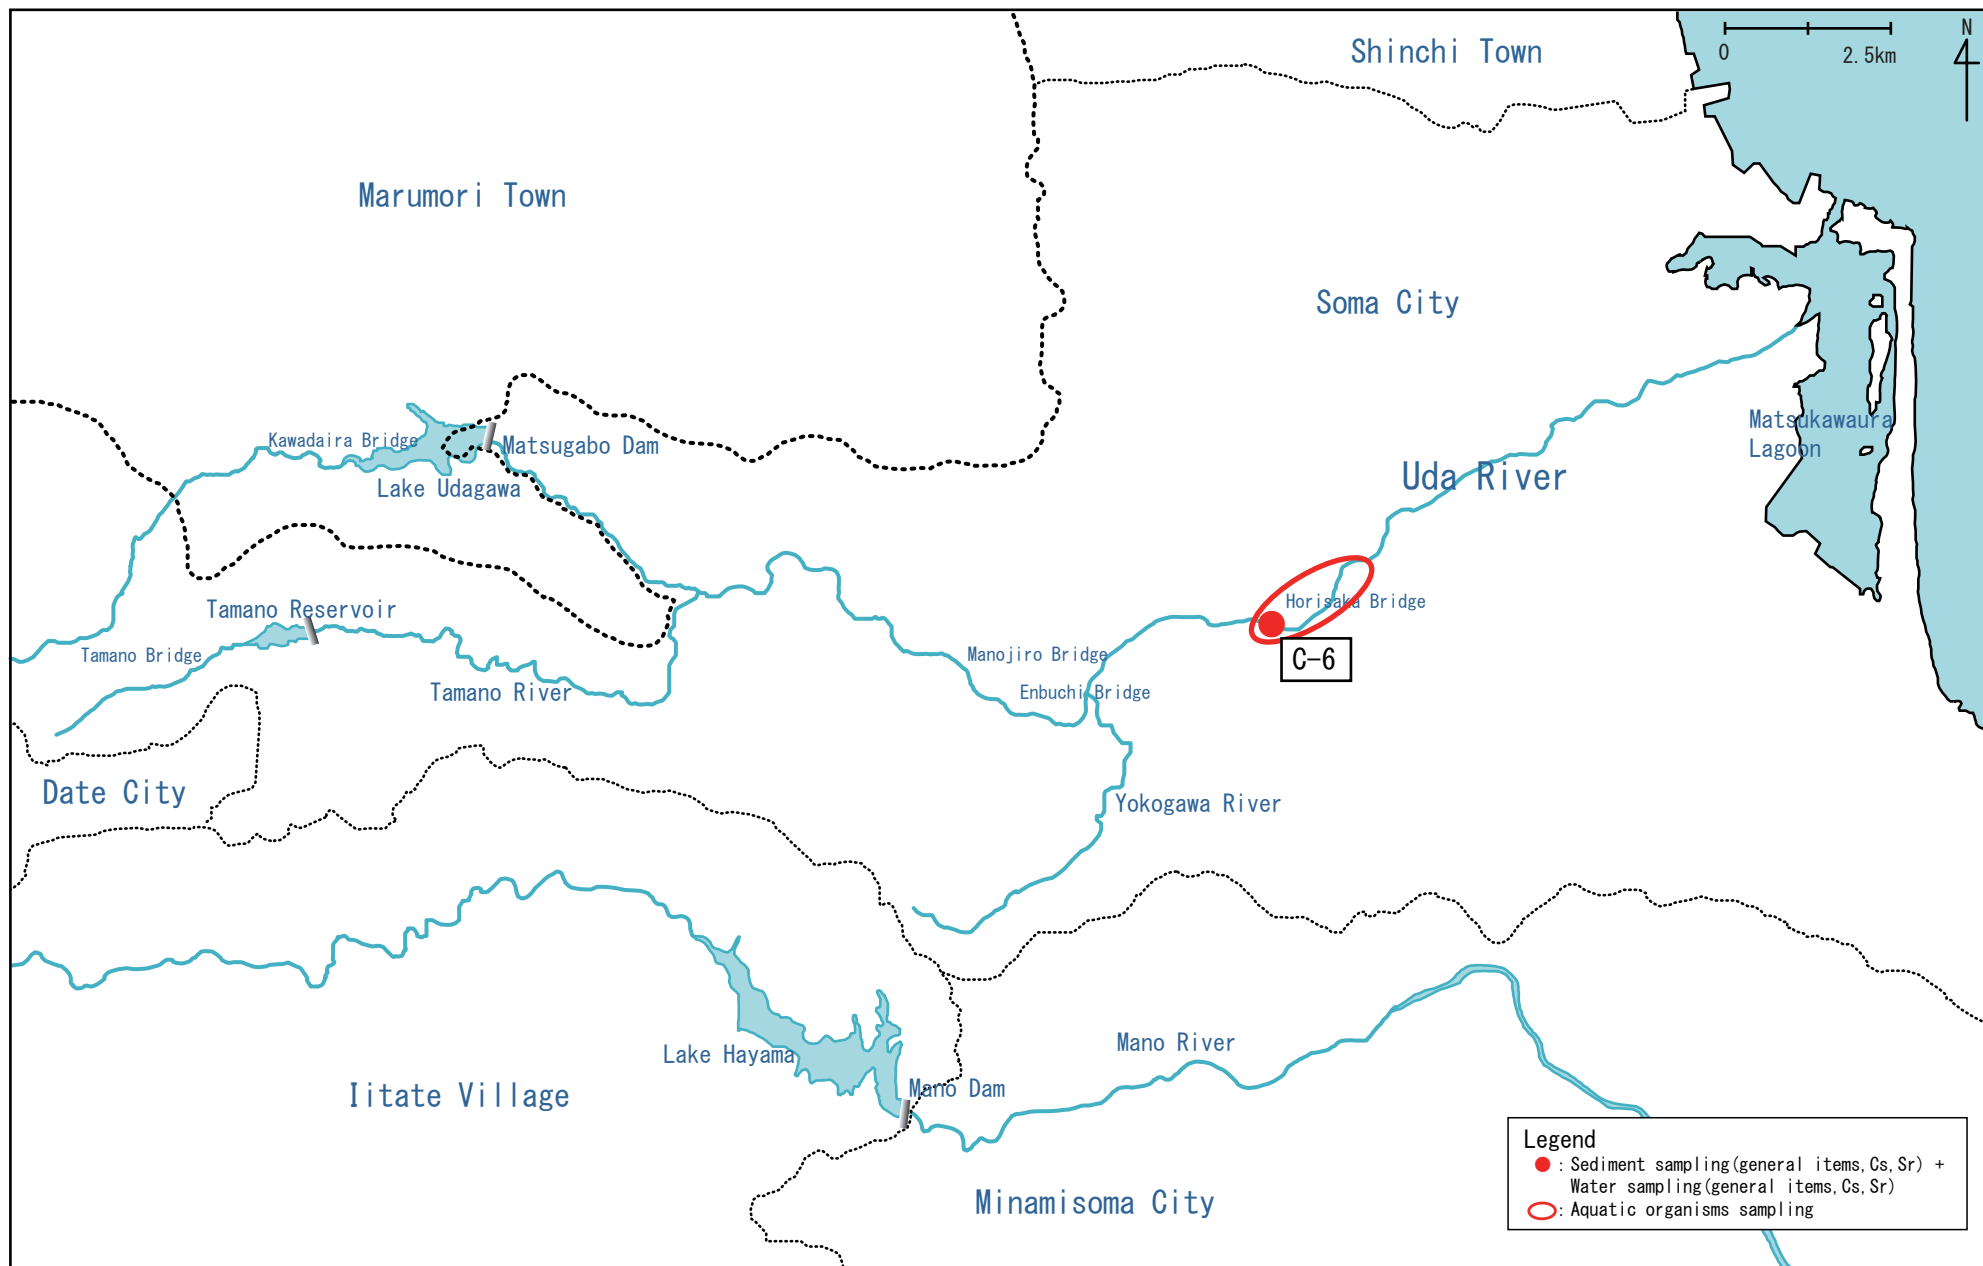 Shinchi Town
N
0
2.5km
Marumori Town
Soma City
Kawadaira Bridge
Matsugabo Dam
Lake Udagawa
Matsukawaura
Lagoon
Uda River
Horisaka Bridge
Tamano Reservoir
Tamano Bridge
Manojiro Bridge
C-6
Tamano River
Enbuchi Bridge
Date City
Yokogawa River
Mano River
Lake Hayama
Mano Dam
Iitate Village
Minamisoma City
Legend
: Sediment sampling(general items,Cs,Sr) +
Water sampling(general items,Cs,Sr)
: Aquatic organisms sampling